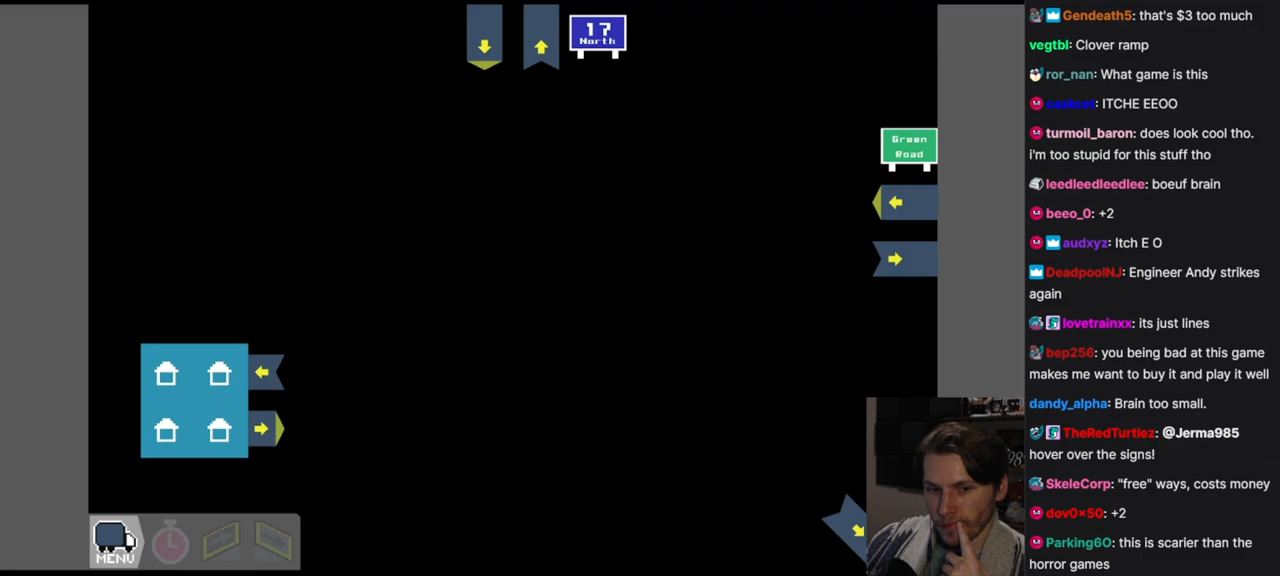 17
North
Green
Road
MENU
Gendeath5: that's $3 too much
vegtbl: Clover ramp
ror_nan: What game is this
ITCHE EEOO
turmoil_baron: does look cool tho.
i'm too stupid for this stuff tho
leedleedleedlee: boeuf brain
beeo_0: +2
audxyz: Itch E O
DeadpoolNJ: Engineer Andy strikes
again
lovetrainxx: its just lines
bep256: you being bad at this game
makes me want to buy it and play it well
dandy_alpha: Brain too small.
TheRedTurtlez: @Jerma985
hover over the signs!
SkeleCorp: "free" ways, costs money
dov0x50: +2
Parking6O: this is scarier than the
horror games